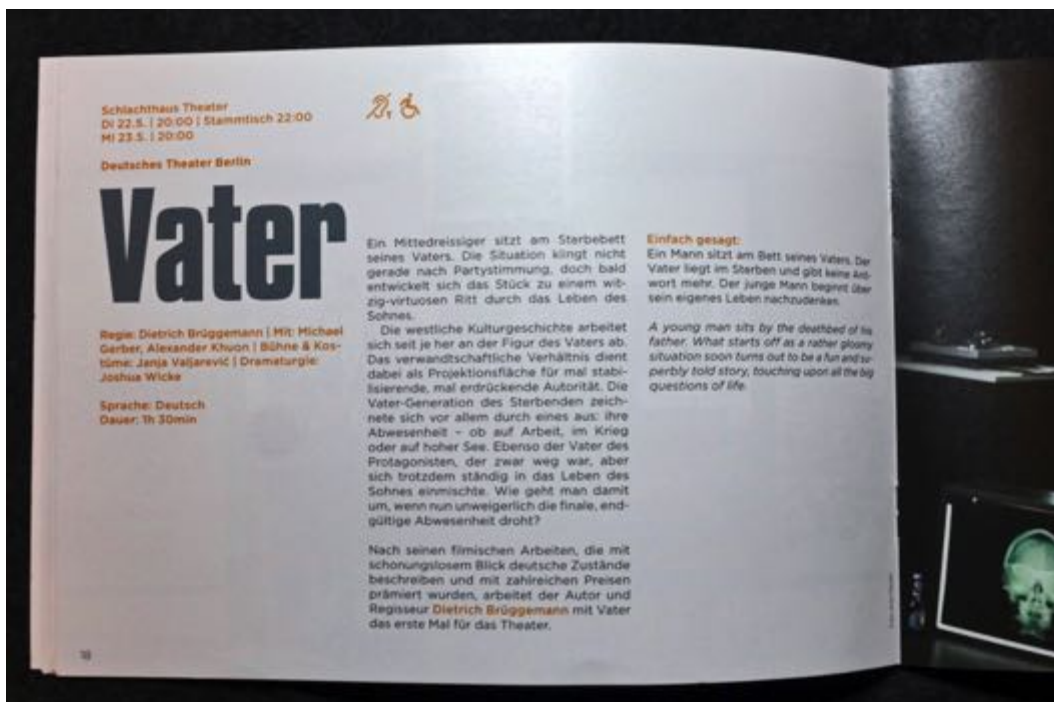 Schlachthaus Theater
Di 22.5. | 20:00 | Stammtisch 22:00
Mi 23.5. | 20:00
Deutsches Theater Berlin
Vater
Regie: Dietrich Brüggemann | Mit: Michael
Gerber, Alexander Khuon | Bühne & Kos-
tüme: Janja Valjarević | Dramaturgie:
Joshua Wicke
Sprache: Deutsch
Dauer: 1h 30min
Ein Mittedreissiger sitzt am Sterbebett
seines Vaters. Die Situation klingt nicht
gerade nach Partystimmung, doch bald
entwickelt sich das Stück zu einem wit-
zig-virtuosen Ritt durch das Leben des
Sohnes.
Die westliche Kulturgeschichte arbeitet
sich seit je her an der Figur des Vaters ab.
Das verwandtschaftliche Verhältnis dient
dabei als Projektionsfläche für mal stabi-
lisierende, mal erdrückende Autorität. Die
Vater-Generation des Sterbenden zeich-
nete sich vor allem durch eines aus: ihre
Abwesenheit – ob auf Arbeit, im Krieg
oder auf hoher See. Ebenso der Vater des
Protagonisten, der zwar weg war, aber
sich trotzdem ständig in das Leben des
Sohnes einmischte. Wie geht man damit
um, wenn nun unweigerlich die finale, end-
gültige Abwesenheit droht?
Nach seinen filmischen Arbeiten, die mit
schonungslosem Blick deutsche Zustände
beschreiben und mit zahlreichen Preisen
prämiert wurden, arbeitet der Autor und
Regisseur Dietrich Brüggemann mit Vater
das erste Mal für das Theater.
Einfach gesagt:
Ein Mann sitzt am Bett seines Vaters. Der
Vater liegt im Sterben und gibt keine Ant-
wort mehr. Der junge Mann beginnt über
sein eigenes Leben nachzudenken.
A young man sits by the deathbed of his
father. What starts off as a rather gloomy
situation soon turns out to be a fun and su-
perbly told story, touching upon all the big
questions of life.
18